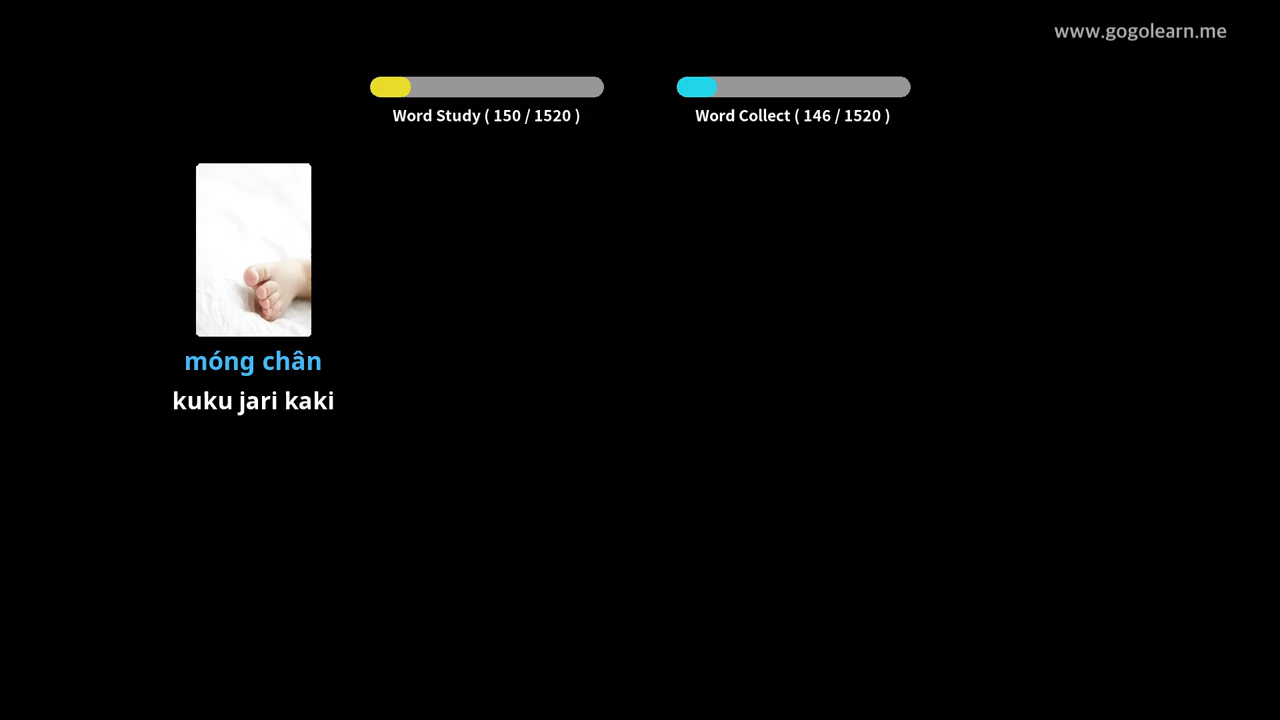 www.gogolearn.me
Word Study ( 150 / 1520 )
Word Collect ( 146 / 1520 )
móng chân
kuku jari kaki